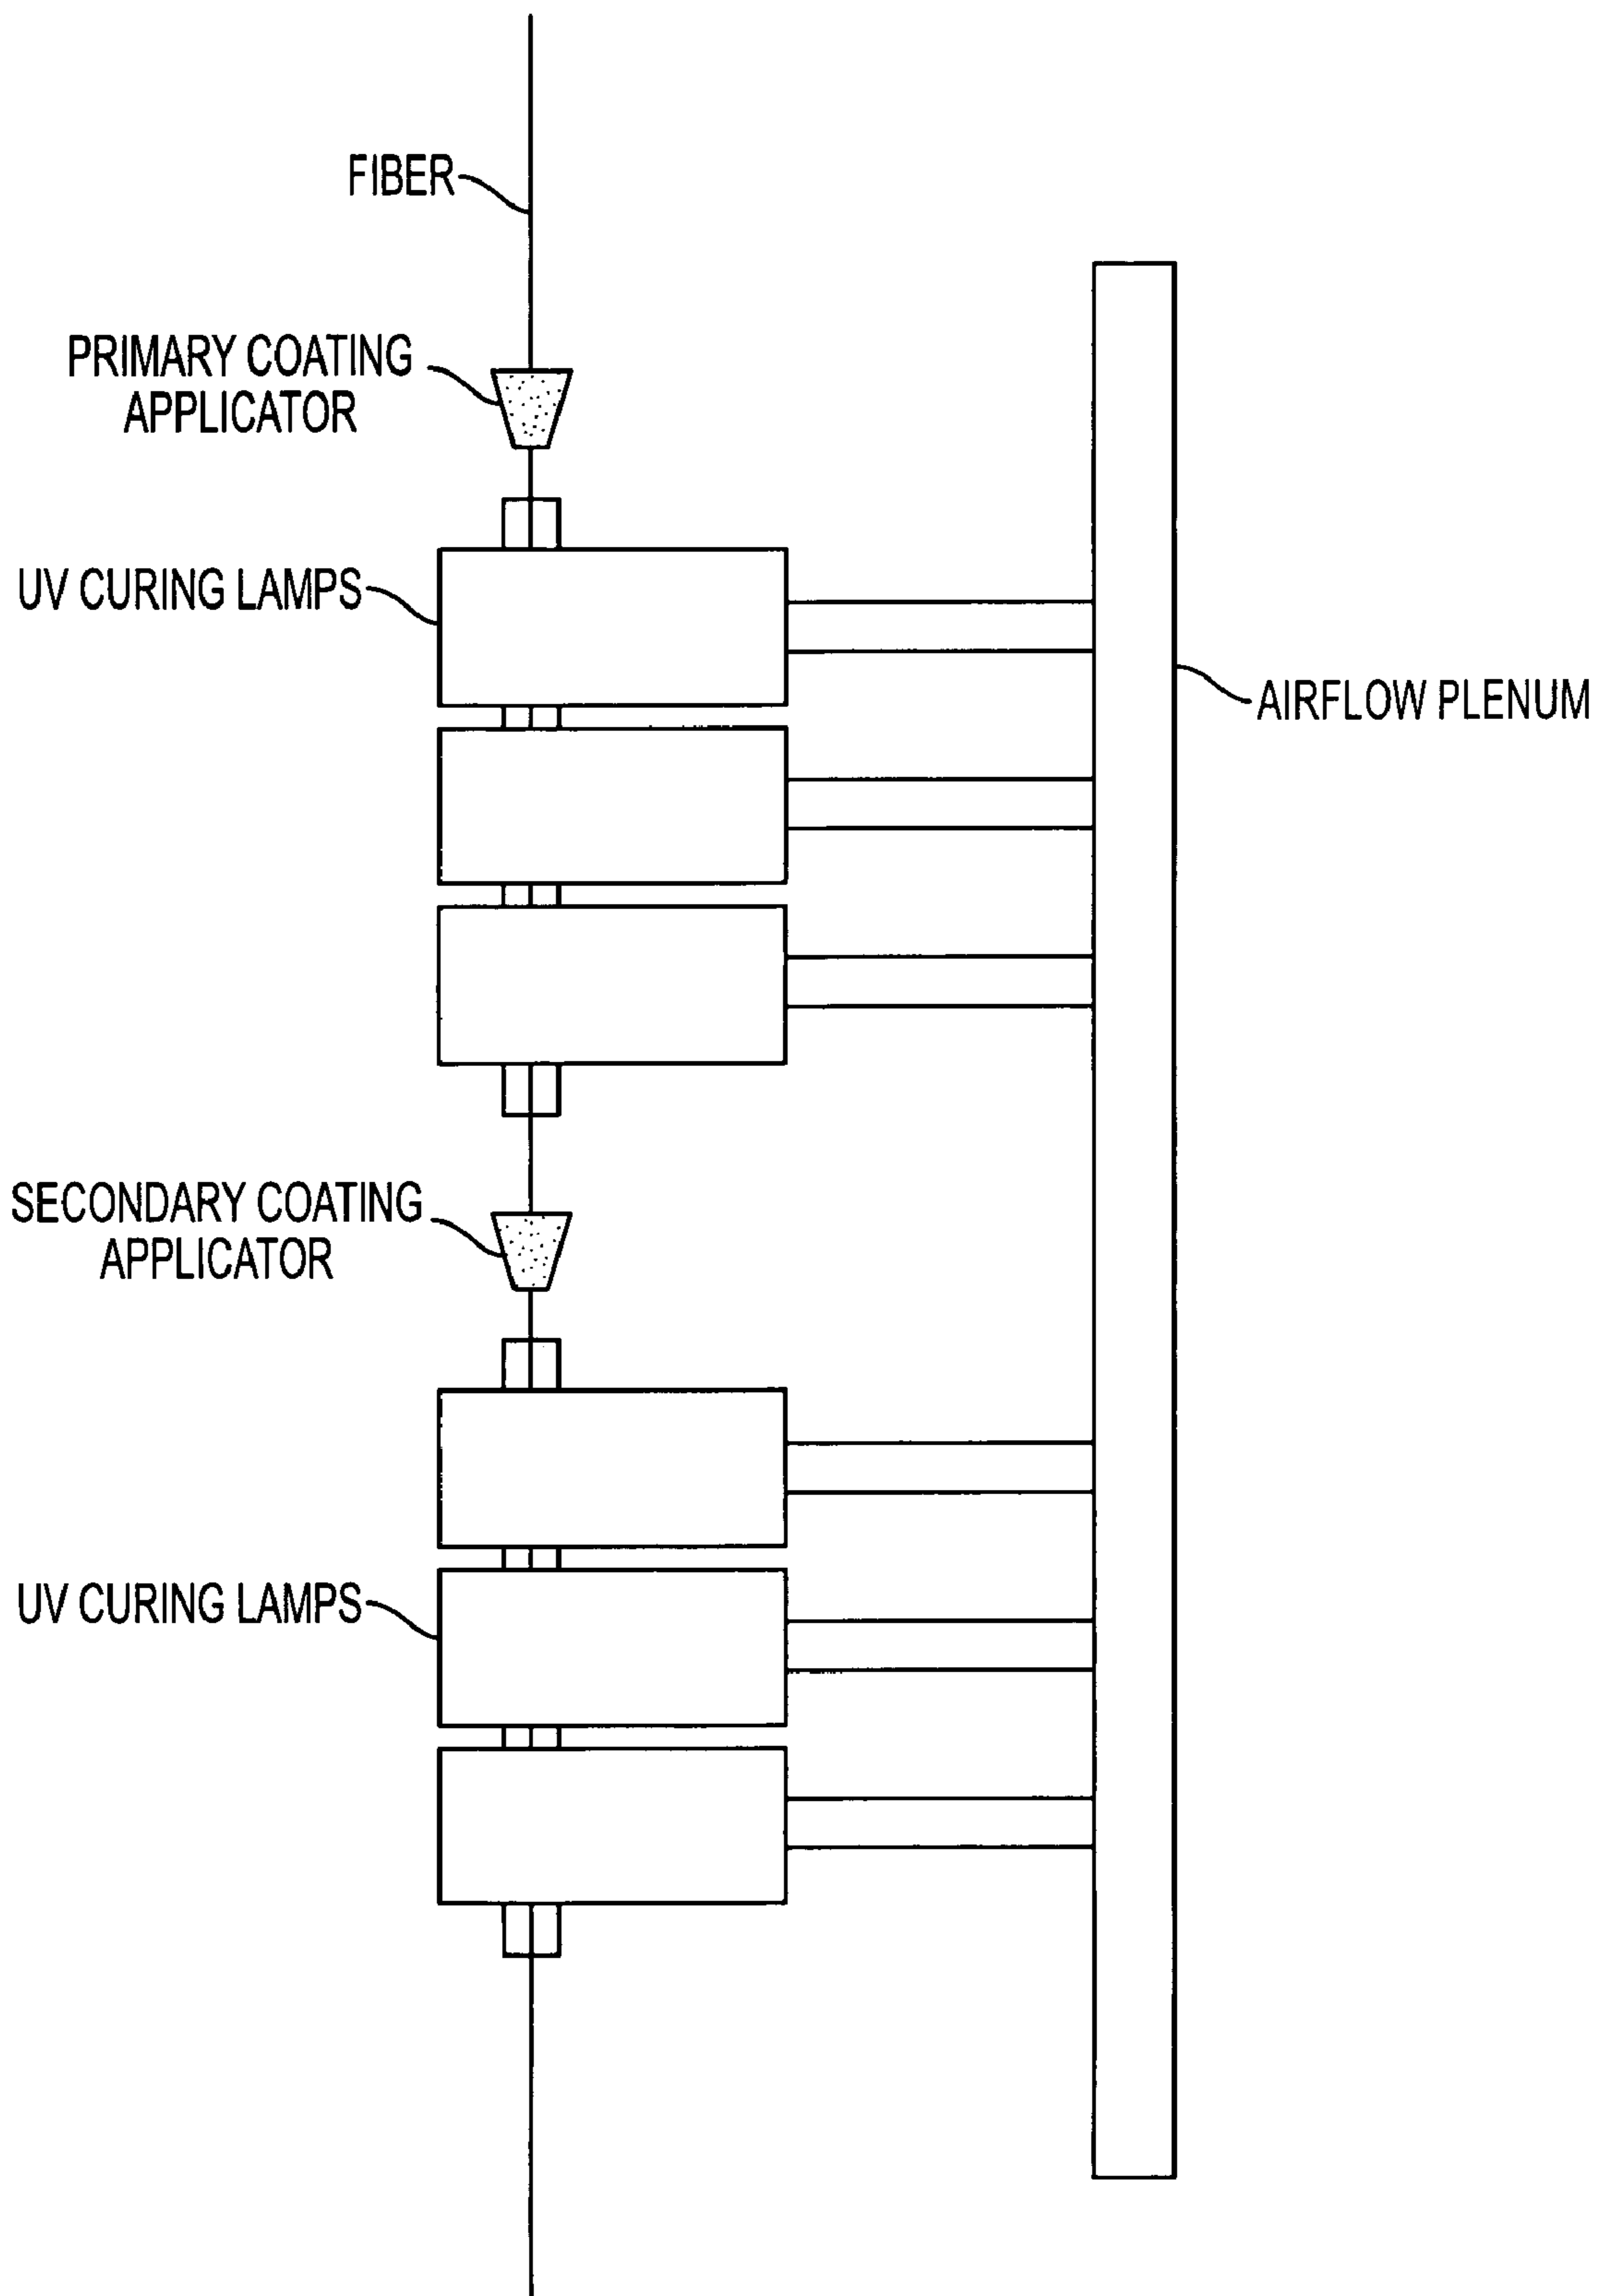 FIBER
PRIMARY COATING
APPLICATOR
UV CURING LAMPS
AIRFLOW PLENUM
SECONDARY COATING
APPLICATOR
UV CURING LAMPS